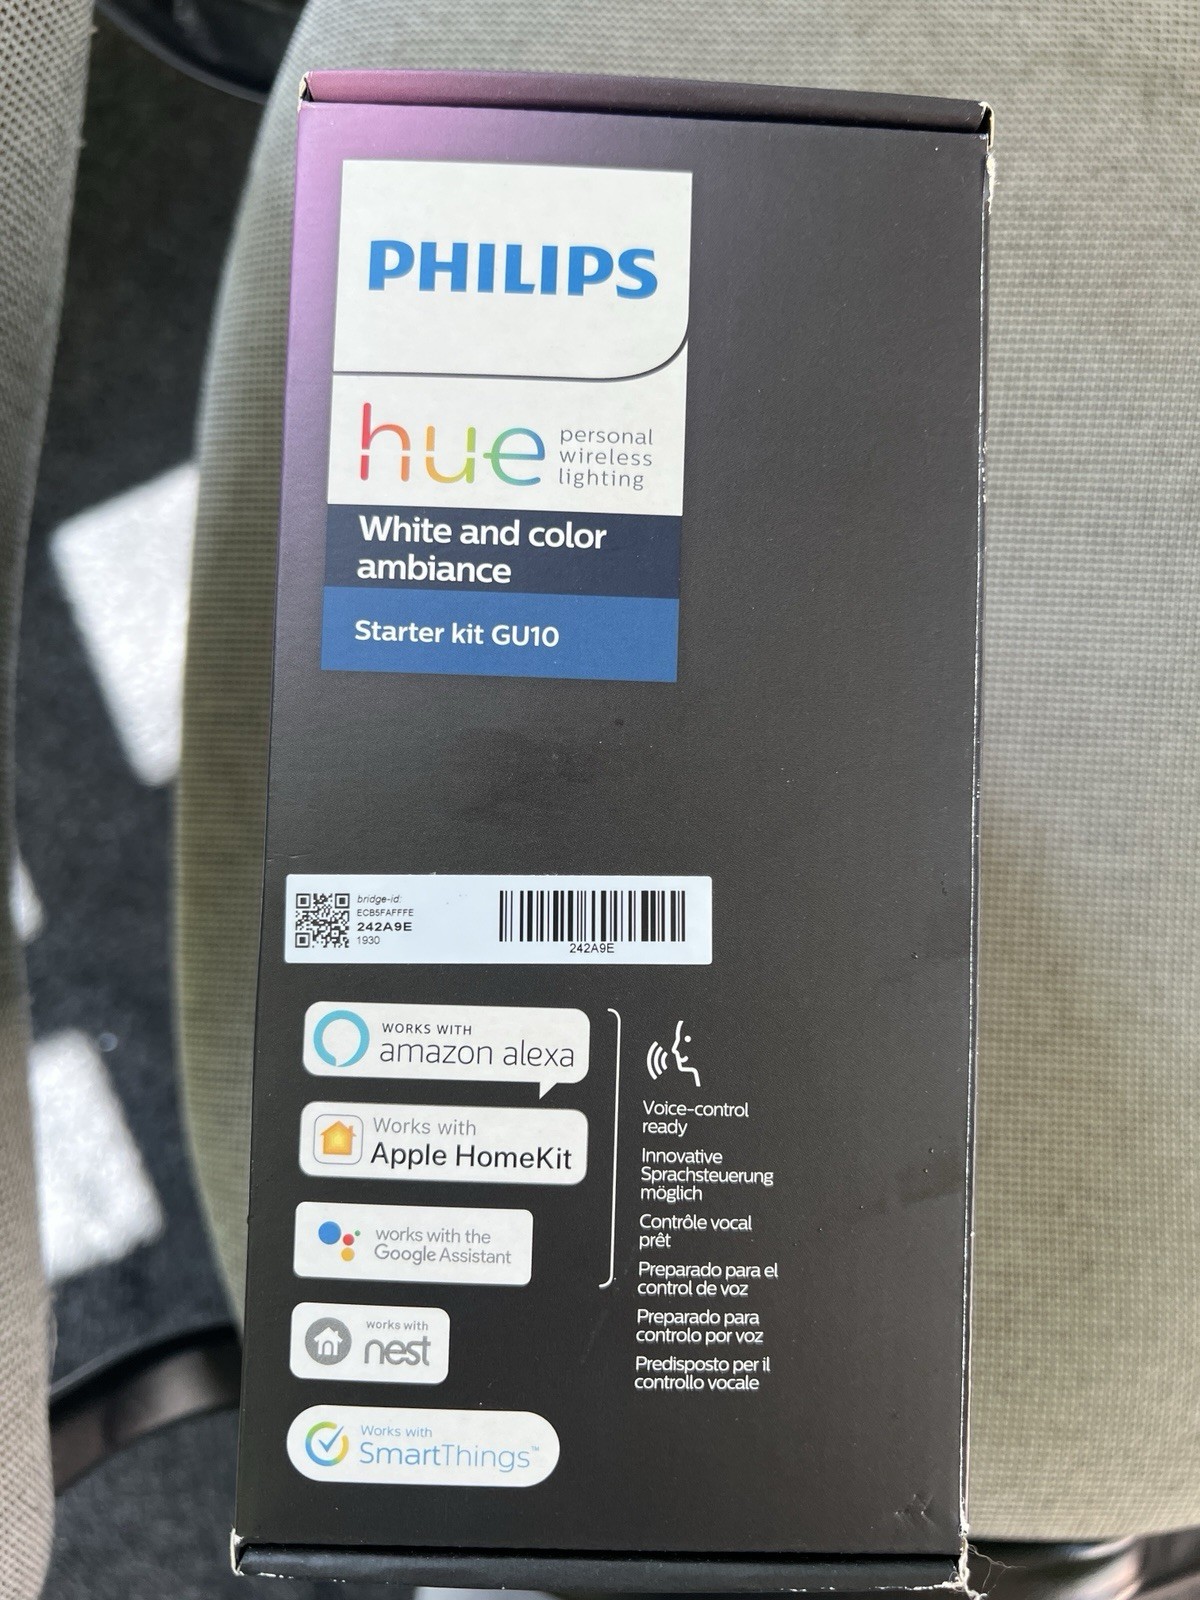 PHILIPS
hue
personal
wireless
lighting
White and color
ambiance
Starter kit GU10
bridge-id:
ECB5FAFFFE
242A9E
1930
242A9E
WORKS WITH
amazon alexa
Works with
Apple HomeKit
works with the
Google Assistant
works with
nest
Works with
SmartThings™
Voice-control
ready
Innovative
Sprachsteuerung
möglich
Contrôle vocal
prêt
Preparado para el
control de voz
Preparado para
controlo por voz
Predisposto per il
controllo vocale